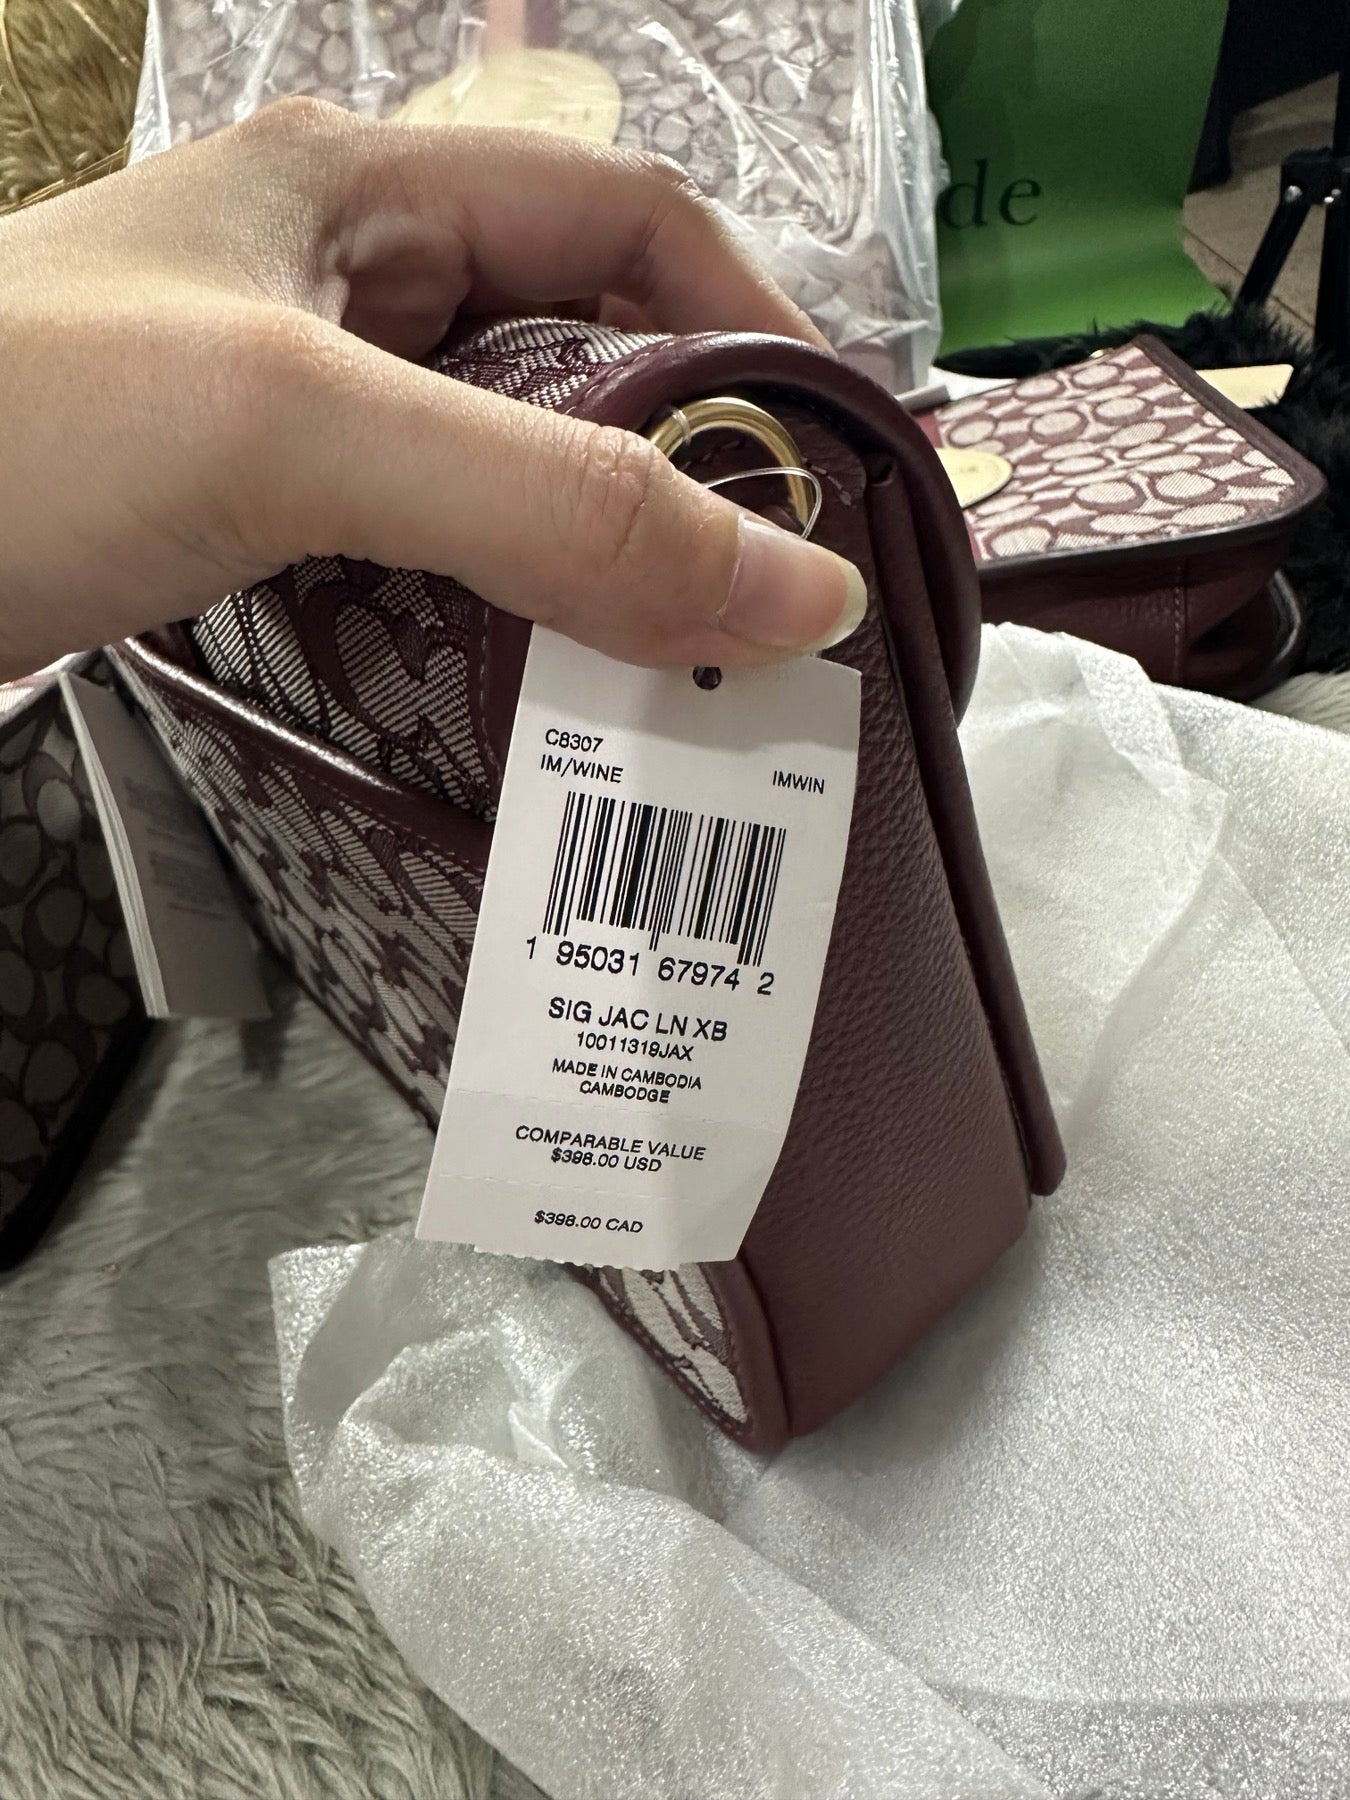 de
C8307
IM/WINE
IMWIN
1 95031 67974 2
SIG JAC LN XB
10011319JAX
MADE IN CAMBODIA
CAMBODGE
COMPARABLE VALUE
$398.00 USD
$398.00 CAD